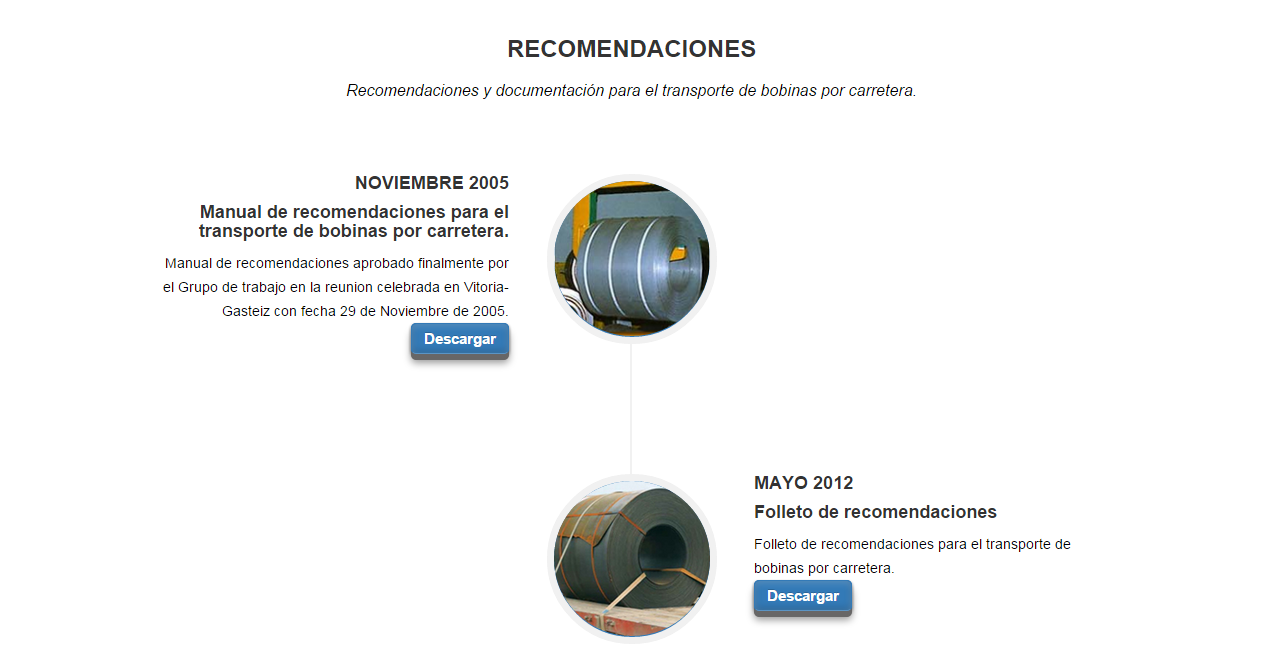 RECOMENDACIONES
Recomendaciones y documentación para el transporte de bobinas por carretera.
NOVIEMBRE 2005
Manual de recomendaciones para el
transporte de bobinas por carretera.
Manual de recomendaciones aprobado finalmente por
el Grupo de trabajo en la reunion celebrada en Vitoria-
Gasteiz con fecha 29 de Noviembre de 2005.
Descargar
MAYO 2012
Folleto de recomendaciones
Folleto de recomendaciones para el transporte de
bobinas por carretera.
Descargar